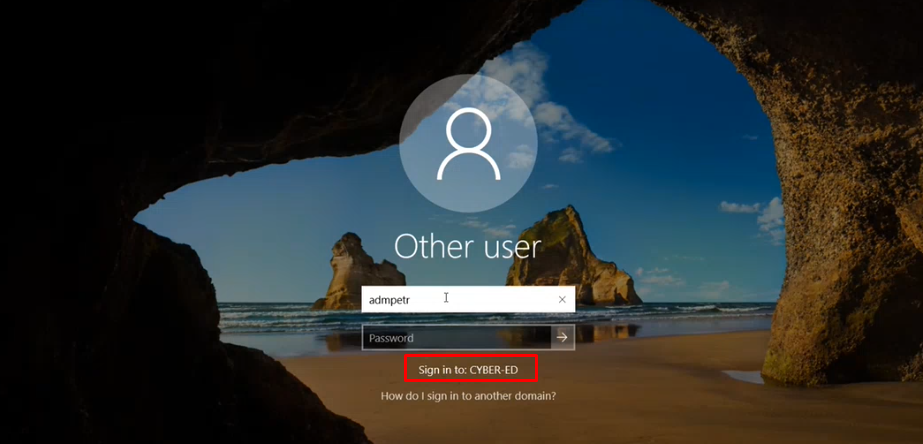 Other user
admpetr
Password
Sign in to: CYBER-ED
How do I sign in to another domain?